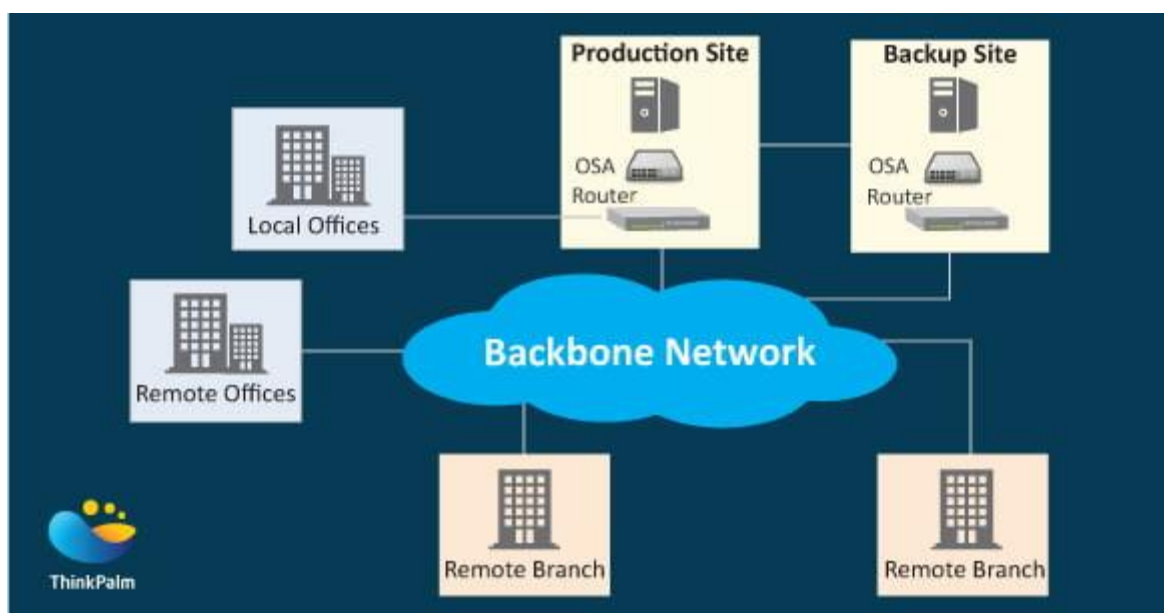 Production Site
Backup Site
OSA
Router
OSA
Router
Local Offices
Remote Offices
Backbone Network
Remote Branch
Remote Branch
ThinkPalm